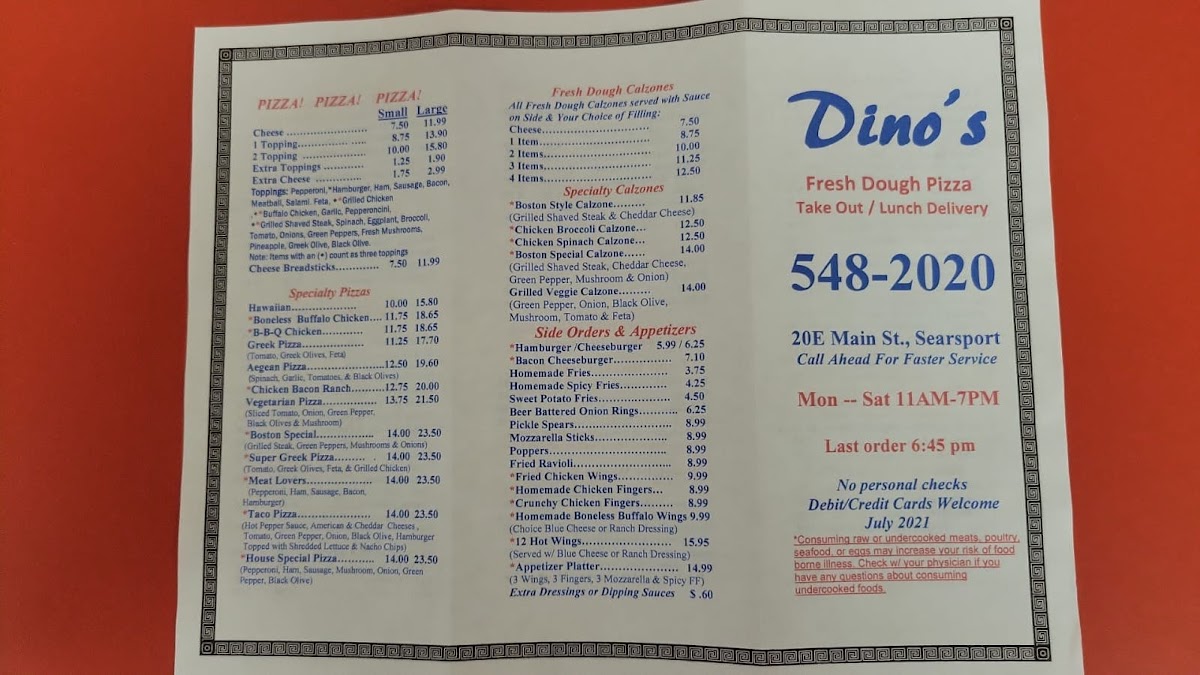 PIZZA! PIZZA! PIZZA!
Small Large
Cheese ........................ 7.50 11.99
1 Topping................ ..... 8.75 13.90
2 Topping ................... 10.00 15.80
Extra Toppings ............ 1.25 1.90
Extra Cheese .............. 1.75 2.99
Toppings: Pepperoni,*Hamburger, Ham, Sausage, Bacon,
Meatball, Salami, Feta, •*Grilled Chicken
,•*Buffalo Chicken, Garlic, Pepperoncini,
•*Grilled Shaved Steak, Spinach, Eggplant, Broccoli,
Tomato, Onions, Green Peppers, Fresh Mushrooms,
Pineapple, Greek Olive, Black Olive.
Note: Items with an (•) count as three toppings
Cheese Breadsticks............. 7.50 11.99
Specialty Pizzas
Hawaiian.................... 10.00 15.80
*Boneless Buffalo Chicken.... 11.75 18.65
*B-B-Q Chicken............ 11.75 18.65
Greek Pizza.................. 11.25 17.70
(Tomato, Greek Olives, Feta)
Aegean Pizza.......................12.50 19.60
(Spinach, Garlic, Tomatoes, & Black Olives)
*Chicken Bacon Ranch.........12.75 20.00
Vegetarian Pizza................ 13.75 21.50
(Sliced Tomato, Onion, Green Pepper,
Black Olives & Mushroom)
*Boston Special................. 14.00 23.50
(Grilled Steak, Green Peppers, Mushrooms & Onions)
*Super Greek Pizza......... . 14.00 23.50
(Tomato, Greek Olives, Feta, & Grilled Chicken)
*Meat Lovers................... 14.00 23.50
(Pepperoni, Ham, Sausage, Bacon,
Hamburger)
*Taco Pizza..................... 14.00 23.50
(Hot Pepper Sauce, American & Cheddar Cheeses ,
Tomato, Green Pepper, Onion, Black Olive, Hamburger
Topped with Shredded Lettuce & Nacho Chips)
*House Special Pizza........... 14.00 23.50
(Pepperoni, Ham, Sausage, Mushroom, Onion, Green
Pepper, Black Olive)
Fresh Dough Calzones
All Fresh Dough Calzones served with Sauce
on Side & Your Choice of Filling:
Cheese................................ 7.50
1 Item................................. 8.75
2 Items................................ 10.00
3 Items................................ 11.25
4 Items................................ 12.50
Specialty Calzones
*Boston Style Calzone......... 11.85
(Grilled Shaved Steak & Cheddar Cheese)
*Chicken Broccoli Calzone... 12.50
*Chicken Spinach Calzone... 12.50
*Boston Special Calzone...... 14.00
(Grilled Shaved Steak, Cheddar Cheese,
Green Pepper, Mushroom & Onion)
Grilled Veggie Calzone......... 14.00
(Green Pepper, Onion, Black Olive,
Mushroom, Tomato & Feta)
Side Orders & Appetizers
*Hamburger /Cheeseburger 5.99 / 6.25
*Bacon Cheeseburger................ 7.10
Homemade Fries....................... 3.75
Homemade Spicy Fries.............. 4.25
Sweet Potato Fries..................... 4.50
Beer Battered Onion Rings.......... 6.25
Pickle Spears............................. 8.99
Mozzarella Sticks...................... 8.99
Poppers................................... 8.99
Fried Ravioli............................. 8.99
*Fried Chicken Wings................ 9.99
*Homemade Chicken Fingers... 8.99
*Crunchy Chicken Fingers......... 8.99
*Homemade Boneless Buffalo Wings 9.99
(Choice Blue Cheese or Ranch Dressing)
*12 Hot Wings......................... 15.95
(Served w/ Blue Cheese or Ranch Dressing)
*Appetizer Platter..................... 14.99
(3 Wings, 3 Fingers, 3 Mozzarella & Spicy FF)
Extra Dressings or Dipping Sauces $ .60
Dino's
Fresh Dough Pizza
Take Out / Lunch Delivery
548-2020
20E Main St., Searsport
Call Ahead For Faster Service
Mon -- Sat 11AM-7PM
Last order 6:45 pm
No personal checks
Debit/Credit Cards Welcome
July 2021
*Consuming raw or undercooked meats, poultry,
seafood, or eggs may increase your risk of food
borne illness. Check w/ your physician if you
have any questions about consuming
undercooked foods.